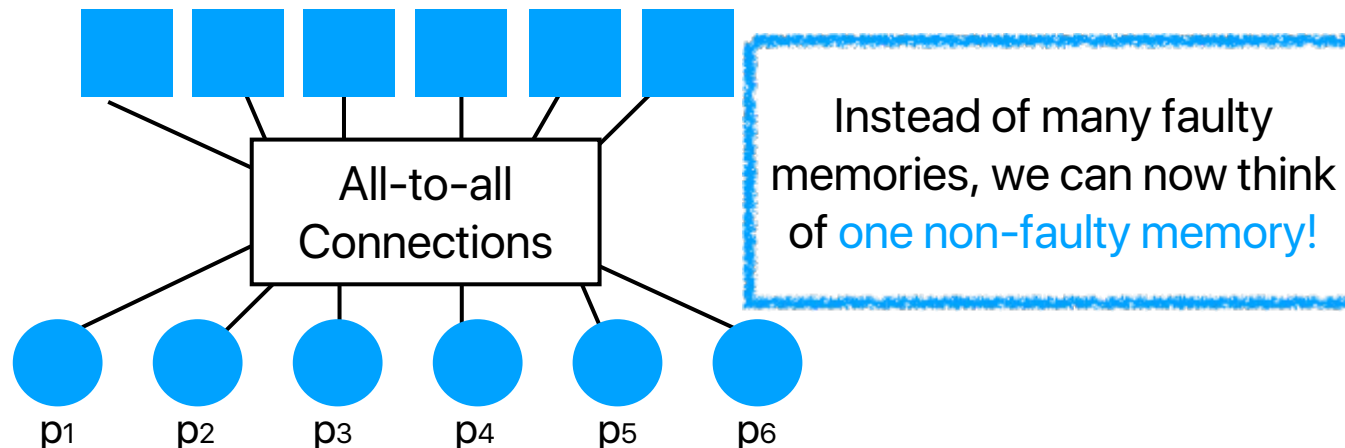 All-to-all
Connections
Instead of many faulty
memories, we can now think
of one non-faulty memory!
p1 p2 p3 p4 p5 p6